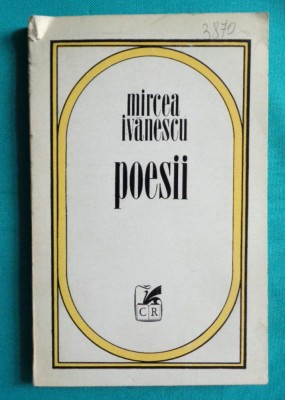 3870
mircea
ivanescu
poesii
CR